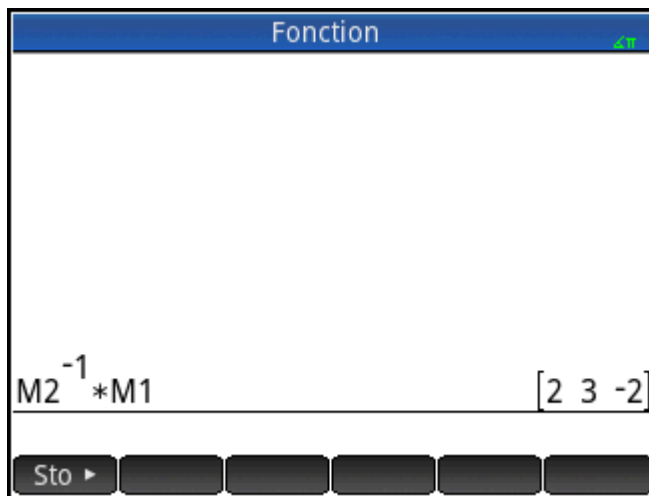 Fonction
∡π
M2⁻¹*M1 [2 3 -2]
Sto ►